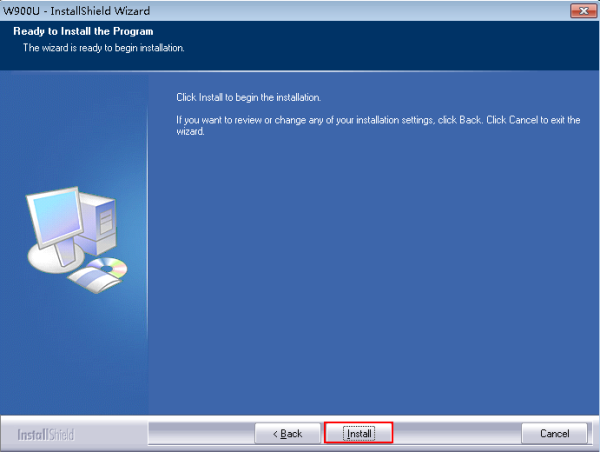 W900U - InstallShield Wizard
Ready to Install the Program
The wizard is ready to begin installation.
Click Install to begin the installation.
If you want to review or change any of your installation settings, click Back. Click Cancel to exit the
wizard.
InstallShield
< Back
Install
Cancel